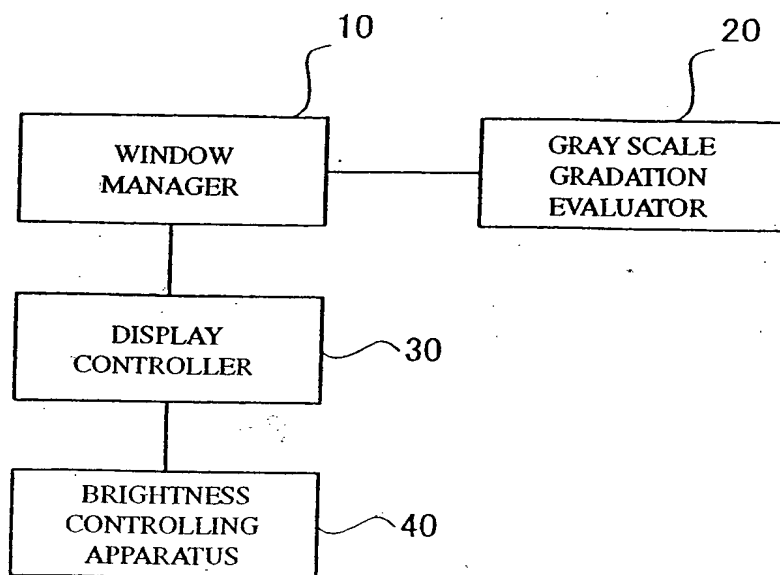 10
20
WINDOW
MANAGER
GRAY SCALE
GRADATION
EVALUATOR
DISPLAY
CONTROLLER
30
BRIGHTNESS
CONTROLLING
APPARATUS
40